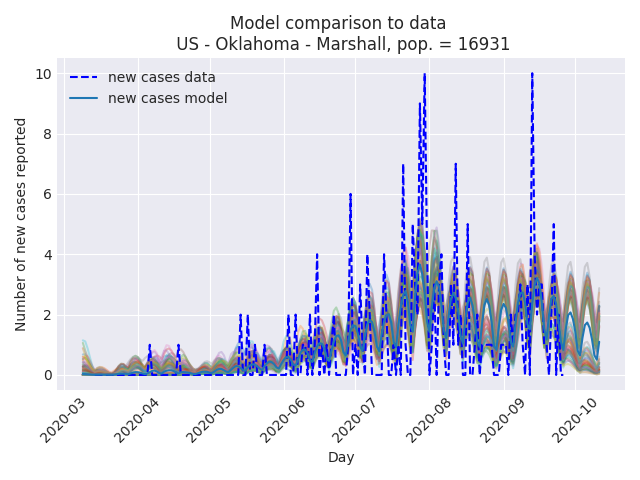 Model comparison to data
US - Oklahoma - Marshall, pop. = 16931
new cases data
new cases model
Number of new cases reported
10
8
6
4
2
0
2020-03
2020-04
2020-05
2020-06
2020-07
2020-08
2020-09
2020-10
Day